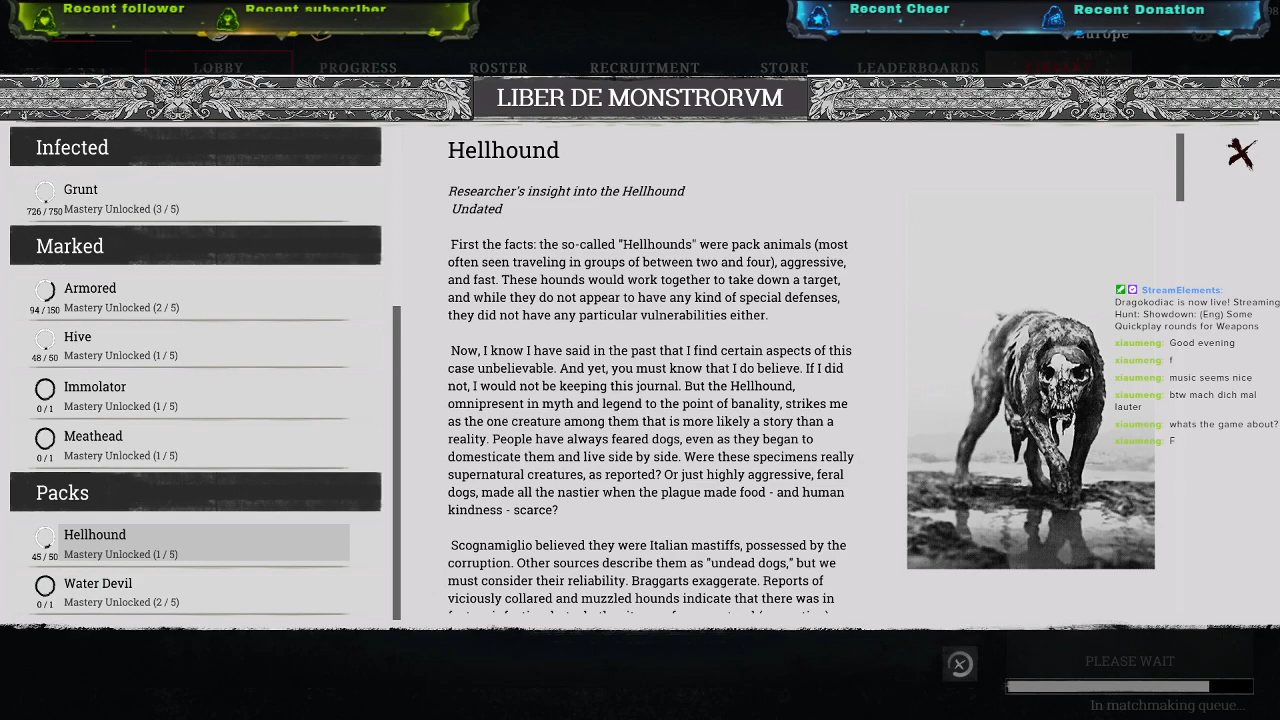 Recent follower
Recent subscriber
Recent Cheer
Recent Donation
Europe
LOBBY
PROGRESS
ROSTER
RECRUITMENT
STORE
LEADERBOARDS
LIBER DE MONSTRORVM
Infected
Grunt
726 / 750 Mastery Unlocked (3 / 5)
Marked
Armored
94 / 150 Mastery Unlocked (2 / 5)
Hive
48 / 50 Mastery Unlocked (1 / 5)
Immolator
0 / 1 Mastery Unlocked (1 / 5)
Meathead
0 / 1 Mastery Unlocked (1 / 5)
Packs
Hellhound
45 / 50 Mastery Unlocked (1 / 5)
Water Devil
0 / 1 Mastery Unlocked (2 / 5)
Hellhound
Researcher's insight into the Hellhound
Undated
First the facts: the so-called "Hellhounds" were pack animals (most
often seen traveling in groups of between two and four), aggressive,
and fast. These hounds would work together to take down a target,
and while they do not appear to have any kind of special defenses,
they did not have any particular vulnerabilities either.
Now, I know I have said in the past that I find certain aspects of this
case unbelievable. And yet, you must know that I do believe. If I did
not, I would not be keeping this journal. But the Hellhound,
omnipresent in myth and legend to the point of banality, strikes me
as the one creature among them that is more likely a story than a
reality. People have always feared dogs, even as they began to
domesticate them and live side by side. Were these specimens really
supernatural creatures, as reported? Or just highly aggressive, feral
dogs, made all the nastier when the plague made food - and human
kindness - scarce?
Scognamiglio believed they were Italian mastiffs, possessed by the
corruption. Other sources describe them as "undead dogs," but we
must consider their reliability. Braggarts exaggerate. Reports of
viciously collared and muzzled hounds indicate that there was in
StreamElements:
Dragokodiac is now live! Streaming
Hunt: Showdown: (Eng) Some
Quickplay rounds for Weapons
xiaumeng: Good evening
xiaumeng: f
xiaumeng: music seems nice
xiaumeng: btw mach dich mal
lauter
xiaumeng: whats the game about?
xiaumeng: F
PLEASE WAIT
In matchmaking queue...